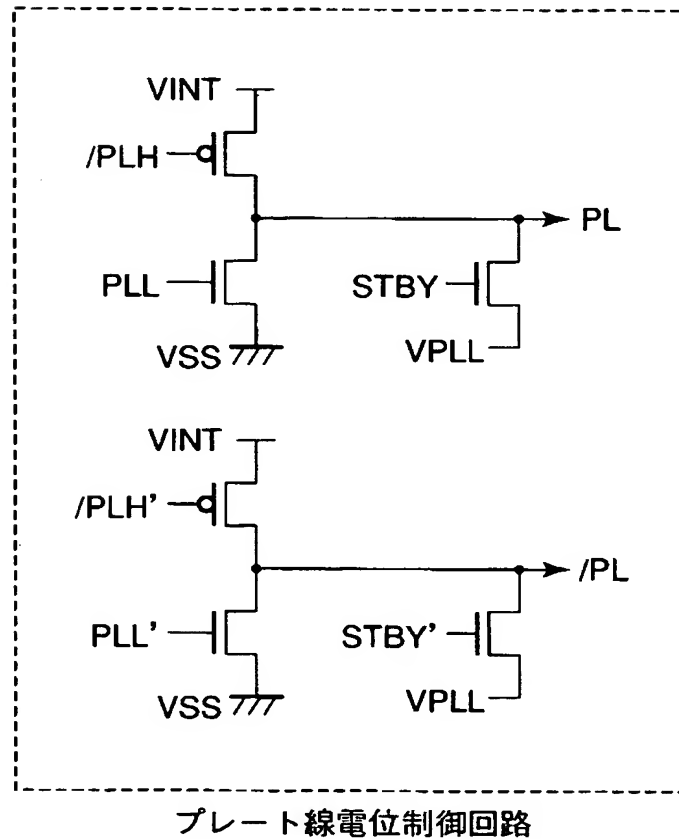 VINT
/PLH
PL
PLL
STBY
VSS
VPLL
VINT
/PLH’
/PL
PLL’
STBY’
VSS
VPLL
プレート線電位制御回路